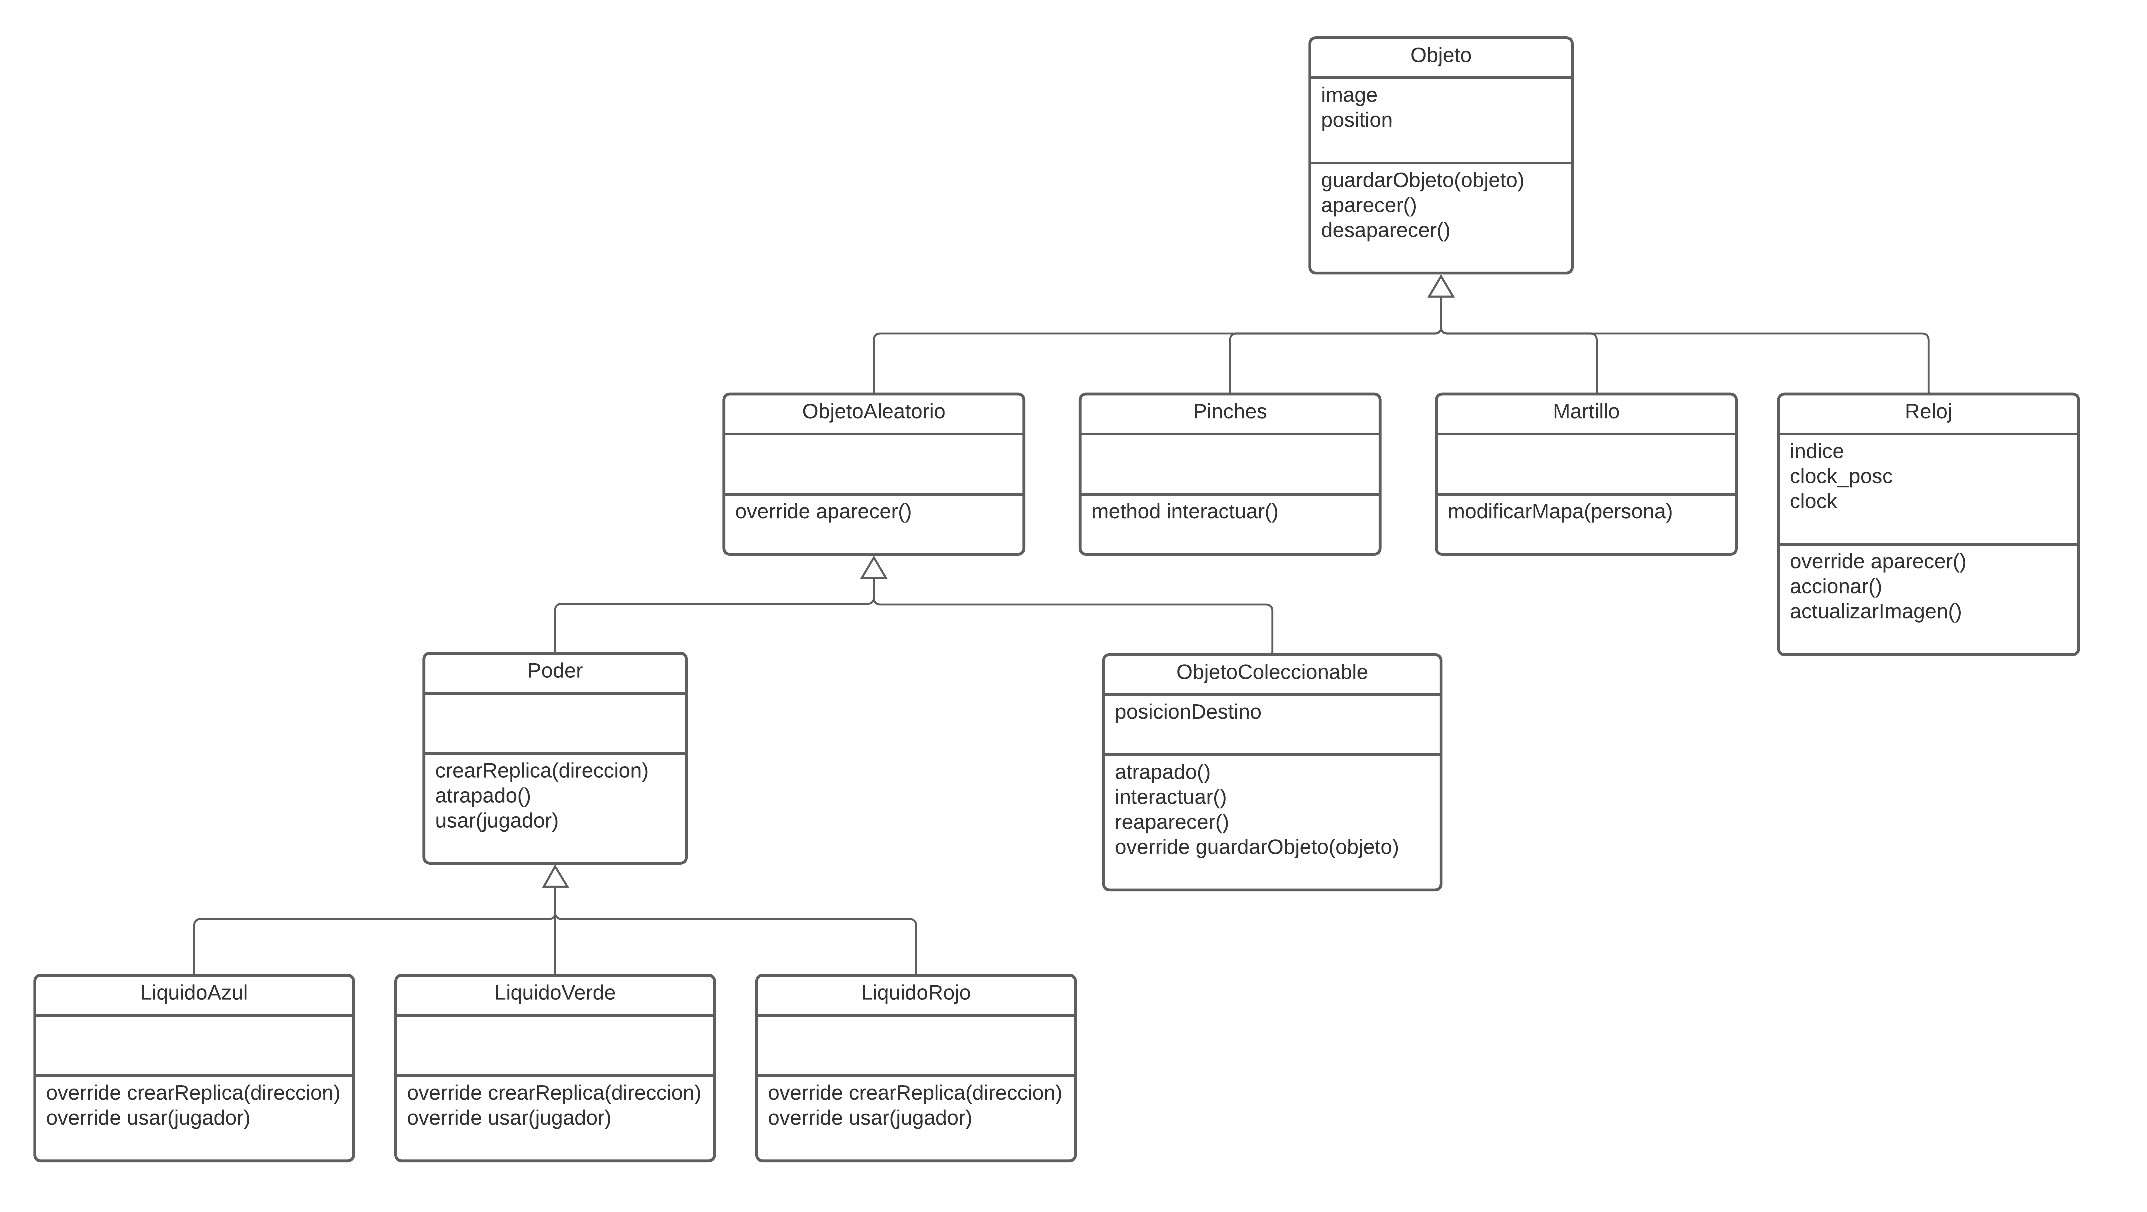 Objeto
image
position
guardarObjeto(objeto)
aparecer()
desaparecer()
ObjetoAleatorio
override aparecer()
Pinches
method interactuar()
Martillo
modificarMapa(persona)
Reloj
indice
clock_posc
clock
override aparecer()
accionar()
actualizarImagen()
Poder
crearReplica(direccion)
atrapado()
usar(jugador)
ObjetoColeccionable
posicionDestino
atrapado()
interactuar()
reaparecer()
override guardarObjeto(objeto)
LiquidoAzul
override crearReplica(direccion)
override usar(jugador)
LiquidoVerde
override crearReplica(direccion)
override usar(jugador)
LiquidoRojo
override crearReplica(direccion)
override usar(jugador)